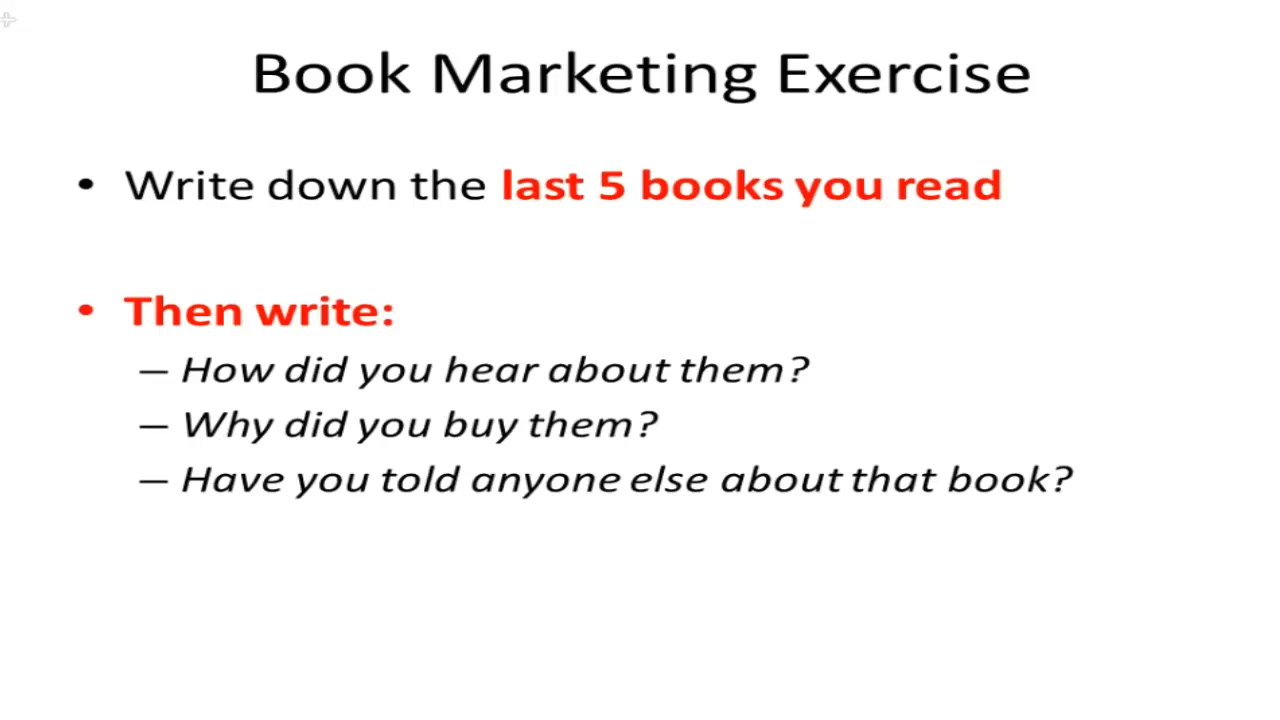 Book Marketing Exercise
• Write down the last 5 books you read
• Then write:
– How did you hear about them?
– Why did you buy them?
– Have you told anyone else about that book?